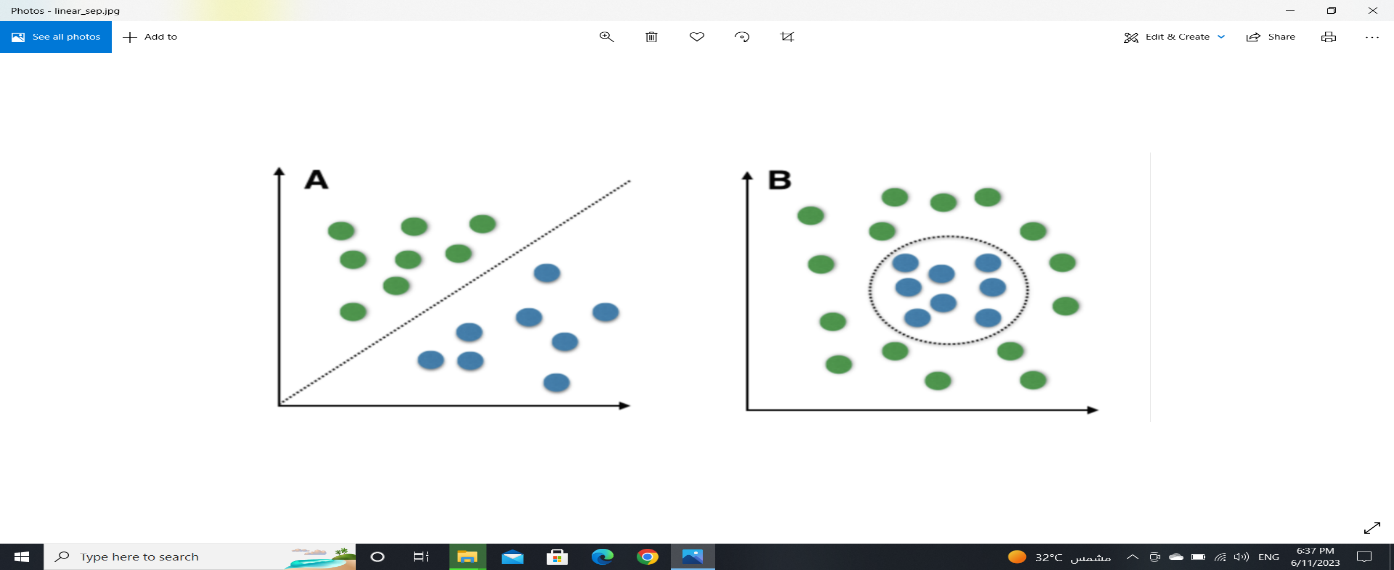 Photos - linear_sep.jpg
See all photos
Add to
Edit & Create
Share
A
B
Type here to search
32°C مشمس
ENG
6:37 PM
6/11/2023